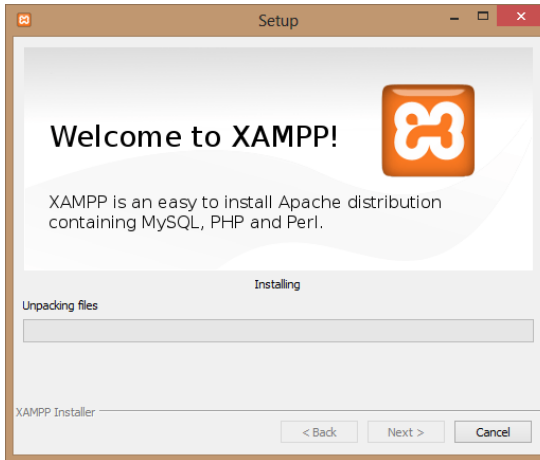 Setup
Welcome to XAMPP!
XAMPP is an easy to install Apache distribution
containing MySQL, PHP and Perl.
Installing
Unpacking files
XAMPP Installer
< Back Next > Cancel